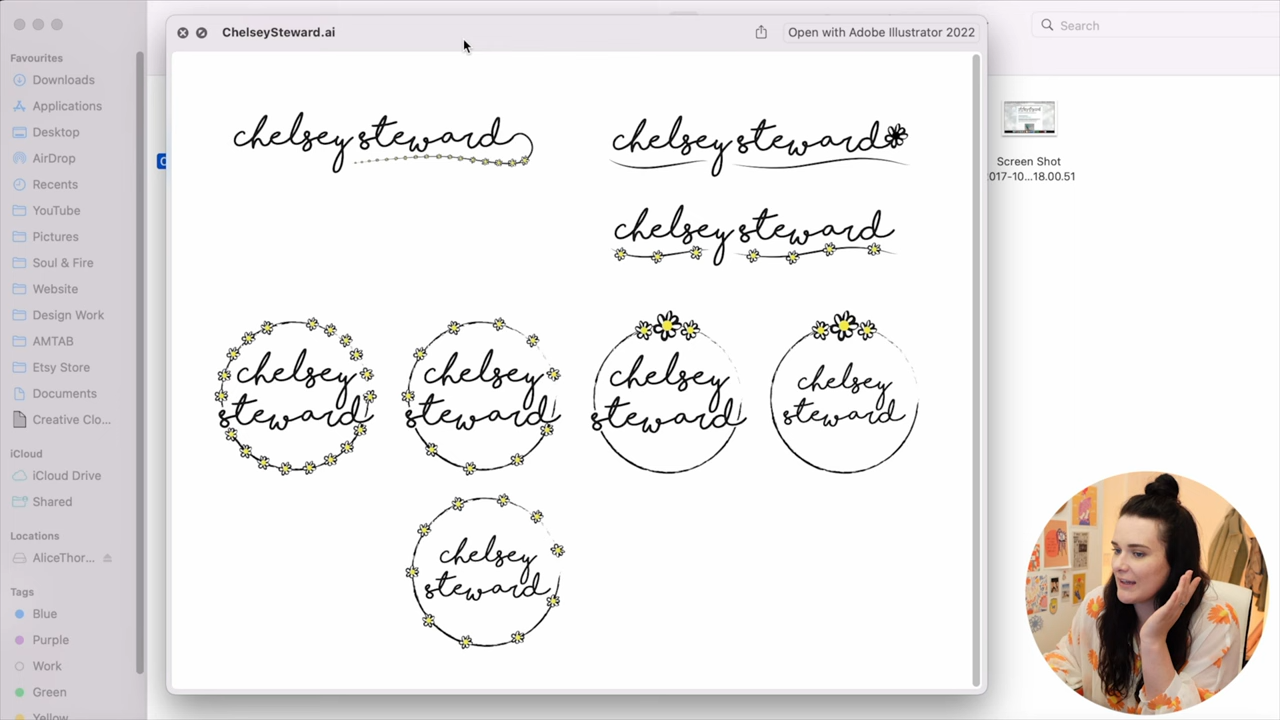 ChelseySteward.ai
Open with Adobe Illustrator 2022
Search
Favourites
Downloads
Applications
Desktop
AirDrop
Recents
YouTube
Pictures
Soul & Fire
Website
Design Work
AMTAB
Etsy Store
Documents
Creative Clo...
iCloud
iCloud Drive
Shared
Locations
AliceThor...
Tags
Blue
Purple
Work
Green
Yellow
chelsey steward
chelsey steward
chelsey steward
chelsey
steward
chelsey
steward
chelsey
steward
chelsey
steward
chelsey
steward
Screen Shot
2017-10...18.00.51